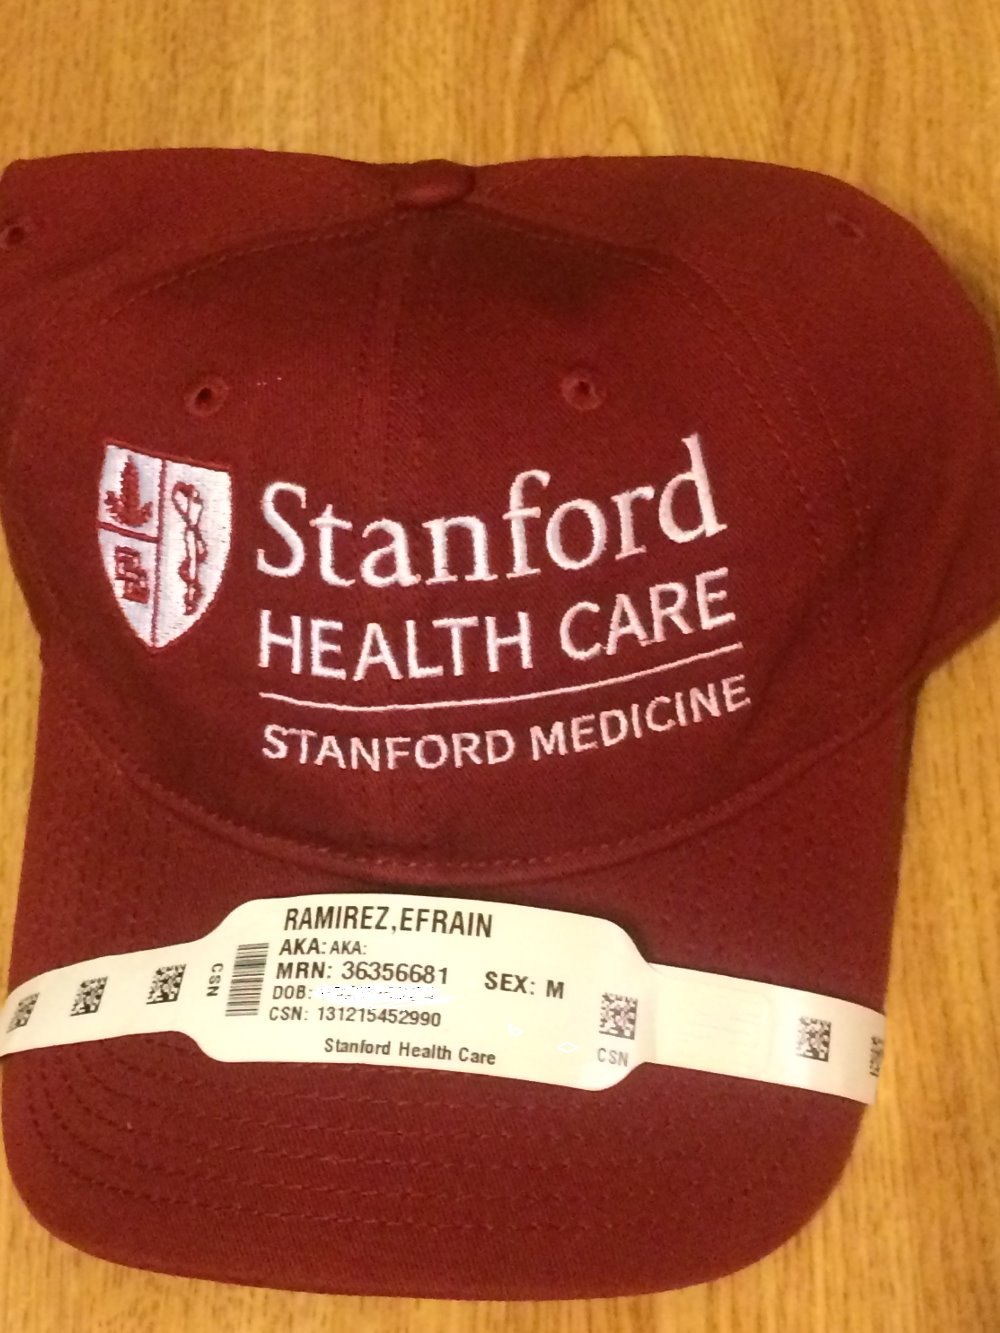 Stanford
HEALTH CARE
STANFORD MEDICINE
RAMIREZ,EFRAIN
AKA: AKA:
MRN: 36356681 SEX: M
DOB:
CSN: 131215452990
Stanford Health Care
CSN
CSN